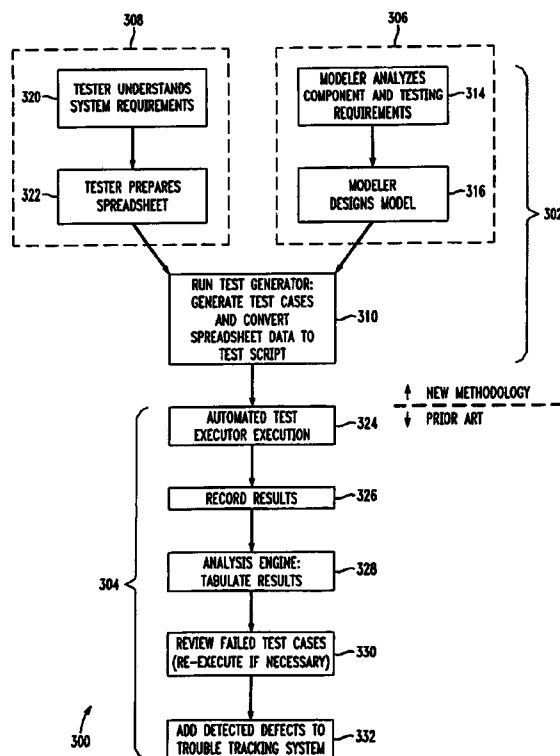 308
306
320
TESTER UNDERSTANDS
SYSTEM REQUIREMENTS
MODELER ANALYZES
COMPONENT AND TESTING
REQUIREMENTS
314
322
TESTER PREPARES
SPREADSHEET
MODELER
DESIGNS MODEL
316
302
RUN TEST GENERATOR:
GENERATE TEST CASES
AND CONVERT
SPREADSHEET DATA TO
TEST SCRIPT
310
NEW METHODOLOGY
PRIOR ART
AUTOMATED TEST
EXECUTOR EXECUTION
324
RECORD RESULTS
326
304
ANALYSIS ENGINE:
TABULATE RESULTS
328
REVIEW FAILED TEST CASES
(RE-EXECUTE IF NECESSARY)
330
300
ADD DETECTED DEFECTS TO
TROUBLE TRACKING SYSTEM
332